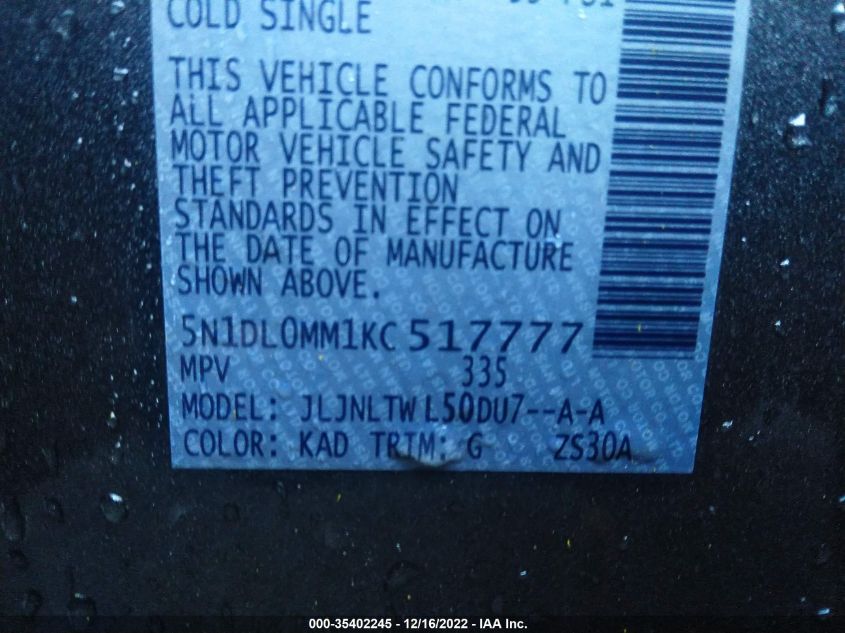 COLD SINGLE
THIS VEHICLE CONFORMS TO
ALL APPLICABLE FEDERAL
MOTOR VEHICLE SAFETY AND
THEFT PREVENTION
STANDARDS IN EFFECT ON
THE DATE OF MANUFACTURE
SHOWN ABOVE.
5N1DL0MM1KC517777
MPV 335
MODEL: JLJNLTWL50DU7--A-A
COLOR: KAD TRIM: G ZS30A
000-35402245 - 12/16/2022 - IAA Inc.